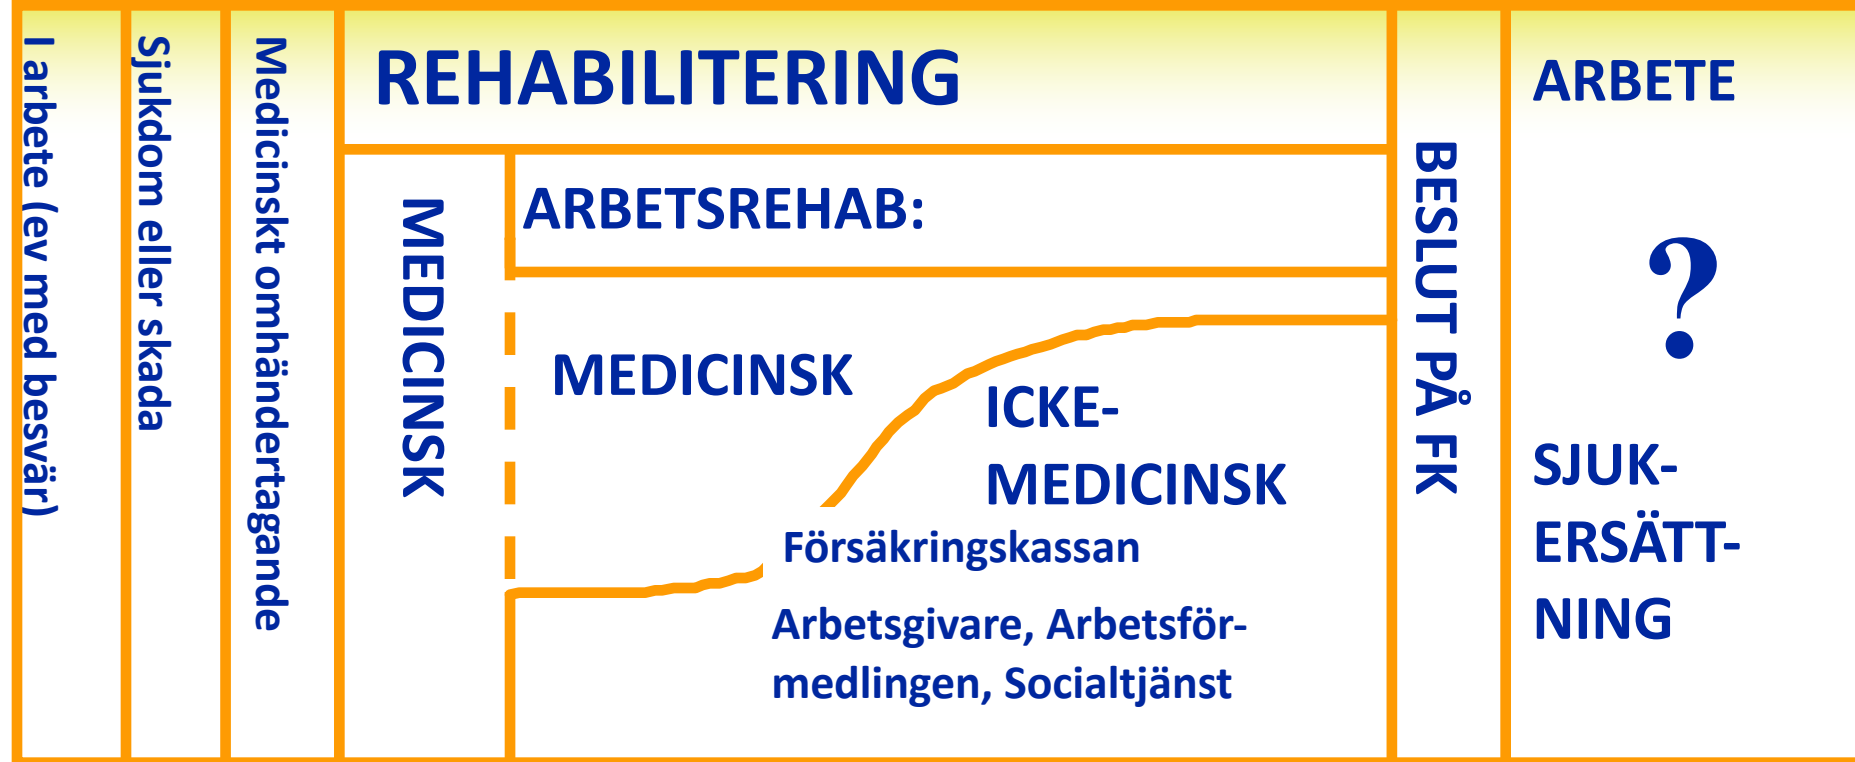 I arbete (ev med besvär)
Sjukdom eller skada
Medicinskt omhändertagande
REHABILITERING
MEDICINSK
ARBETSREHAB:
MEDICINSK
ICKE-
MEDICINSK
Försäkringskassan
Arbetsgivare, Arbetsför-
medlingen, Socialtjänst
BESLUT PÅ FK
ARBETE
?
SJUK-
ERSÄTT-
NING